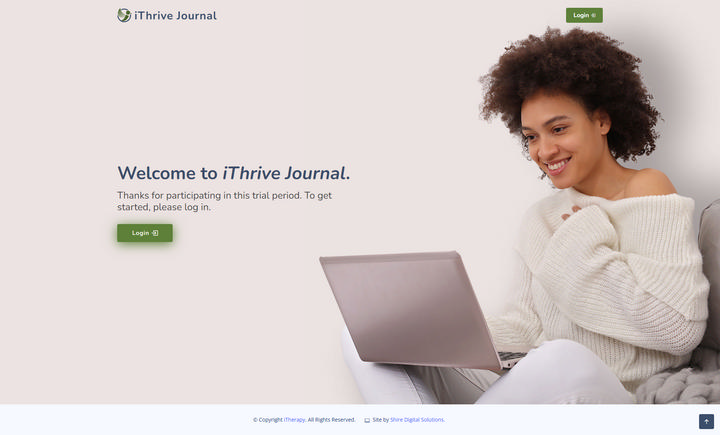 iThrive Journal
Login
Welcome to iThrive Journal.
Thanks for participating in this trial period. To get
started, please log in.
Login
© Copyright iTherapy. All Rights Reserved. Site by Shire Digital Solutions.